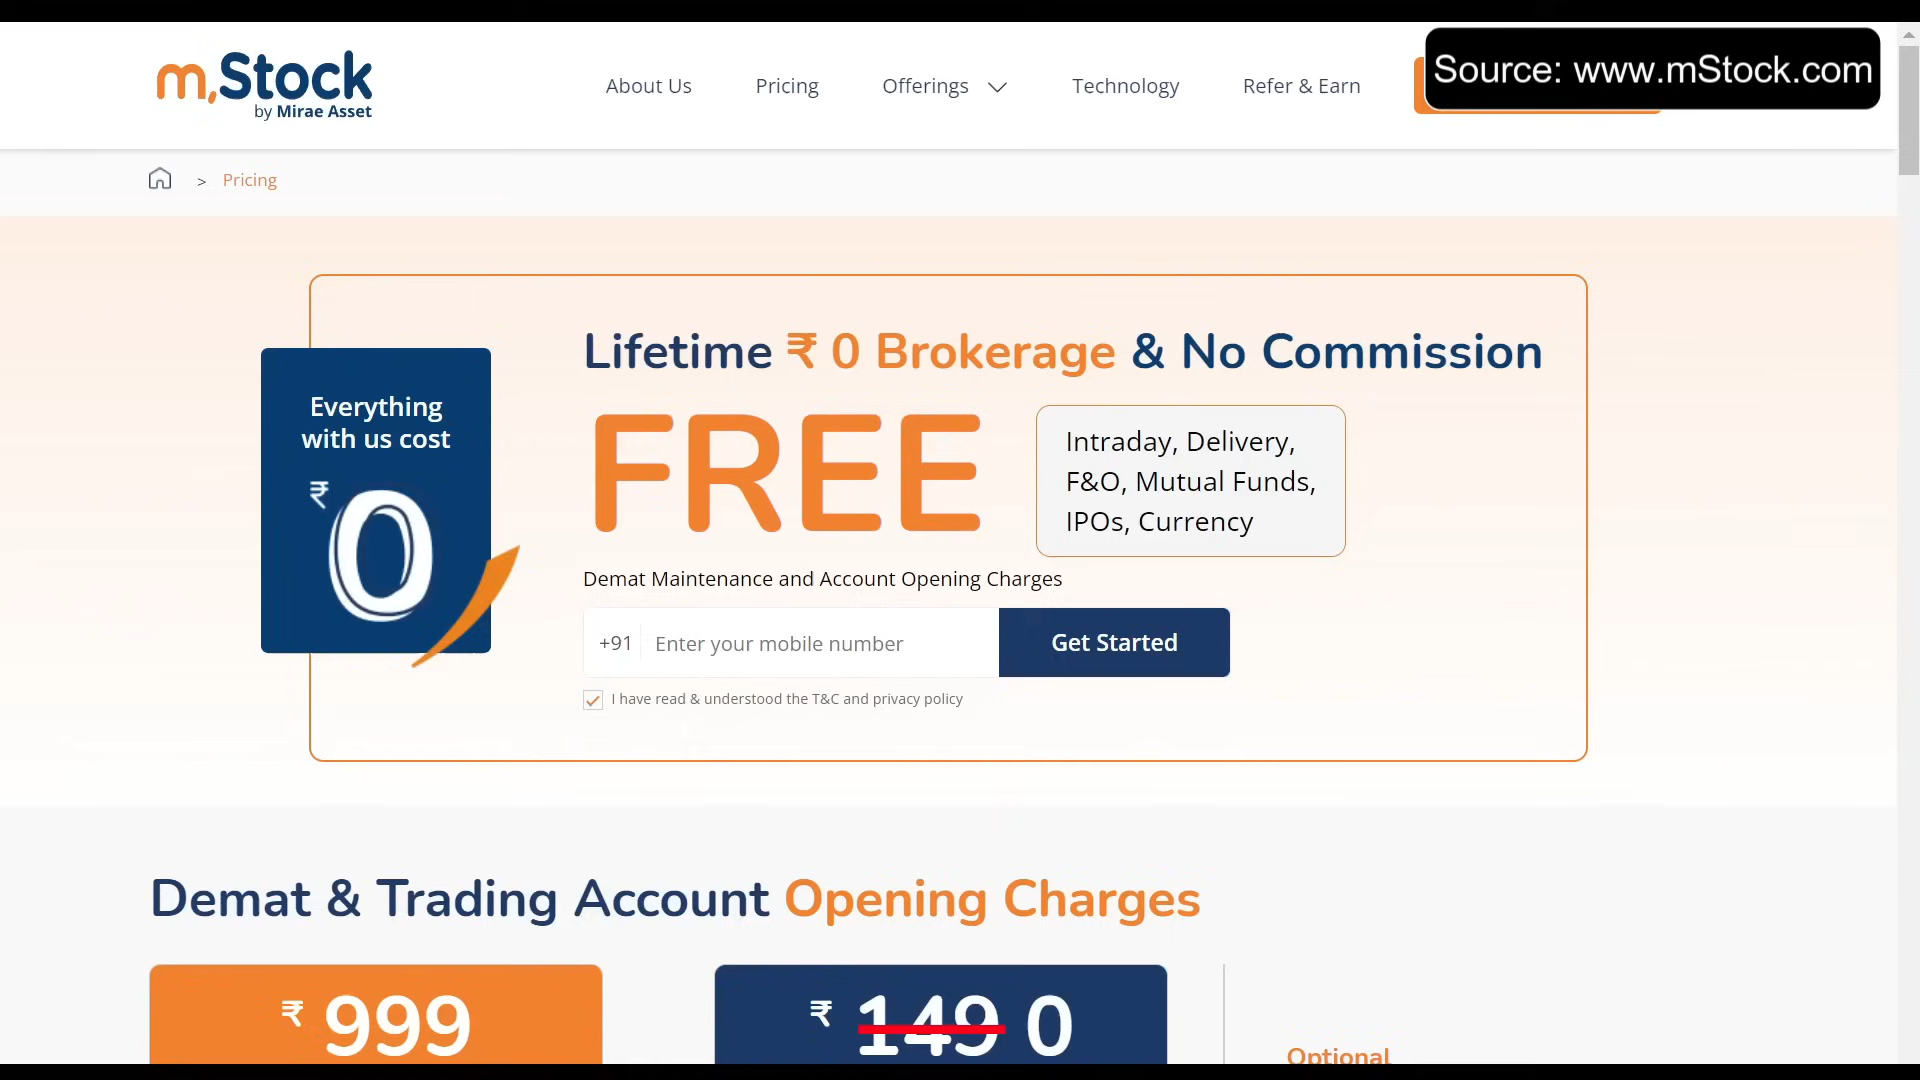 m.Stock
by Mirae Asset
About Us
Pricing
Offerings
Technology
Refer & Earn
Source: www.mStock.com
> Pricing
Everything
with us cost
₹ 0
Lifetime ₹ 0 Brokerage & No Commission
FREE
Intraday, Delivery,
F&O, Mutual Funds,
IPOs, Currency
Demat Maintenance and Account Opening Charges
+91 Enter your mobile number
Get Started
I have read & understood the T&C and privacy policy
Demat & Trading Account Opening Charges
₹ 999
₹ 149 0
Optional